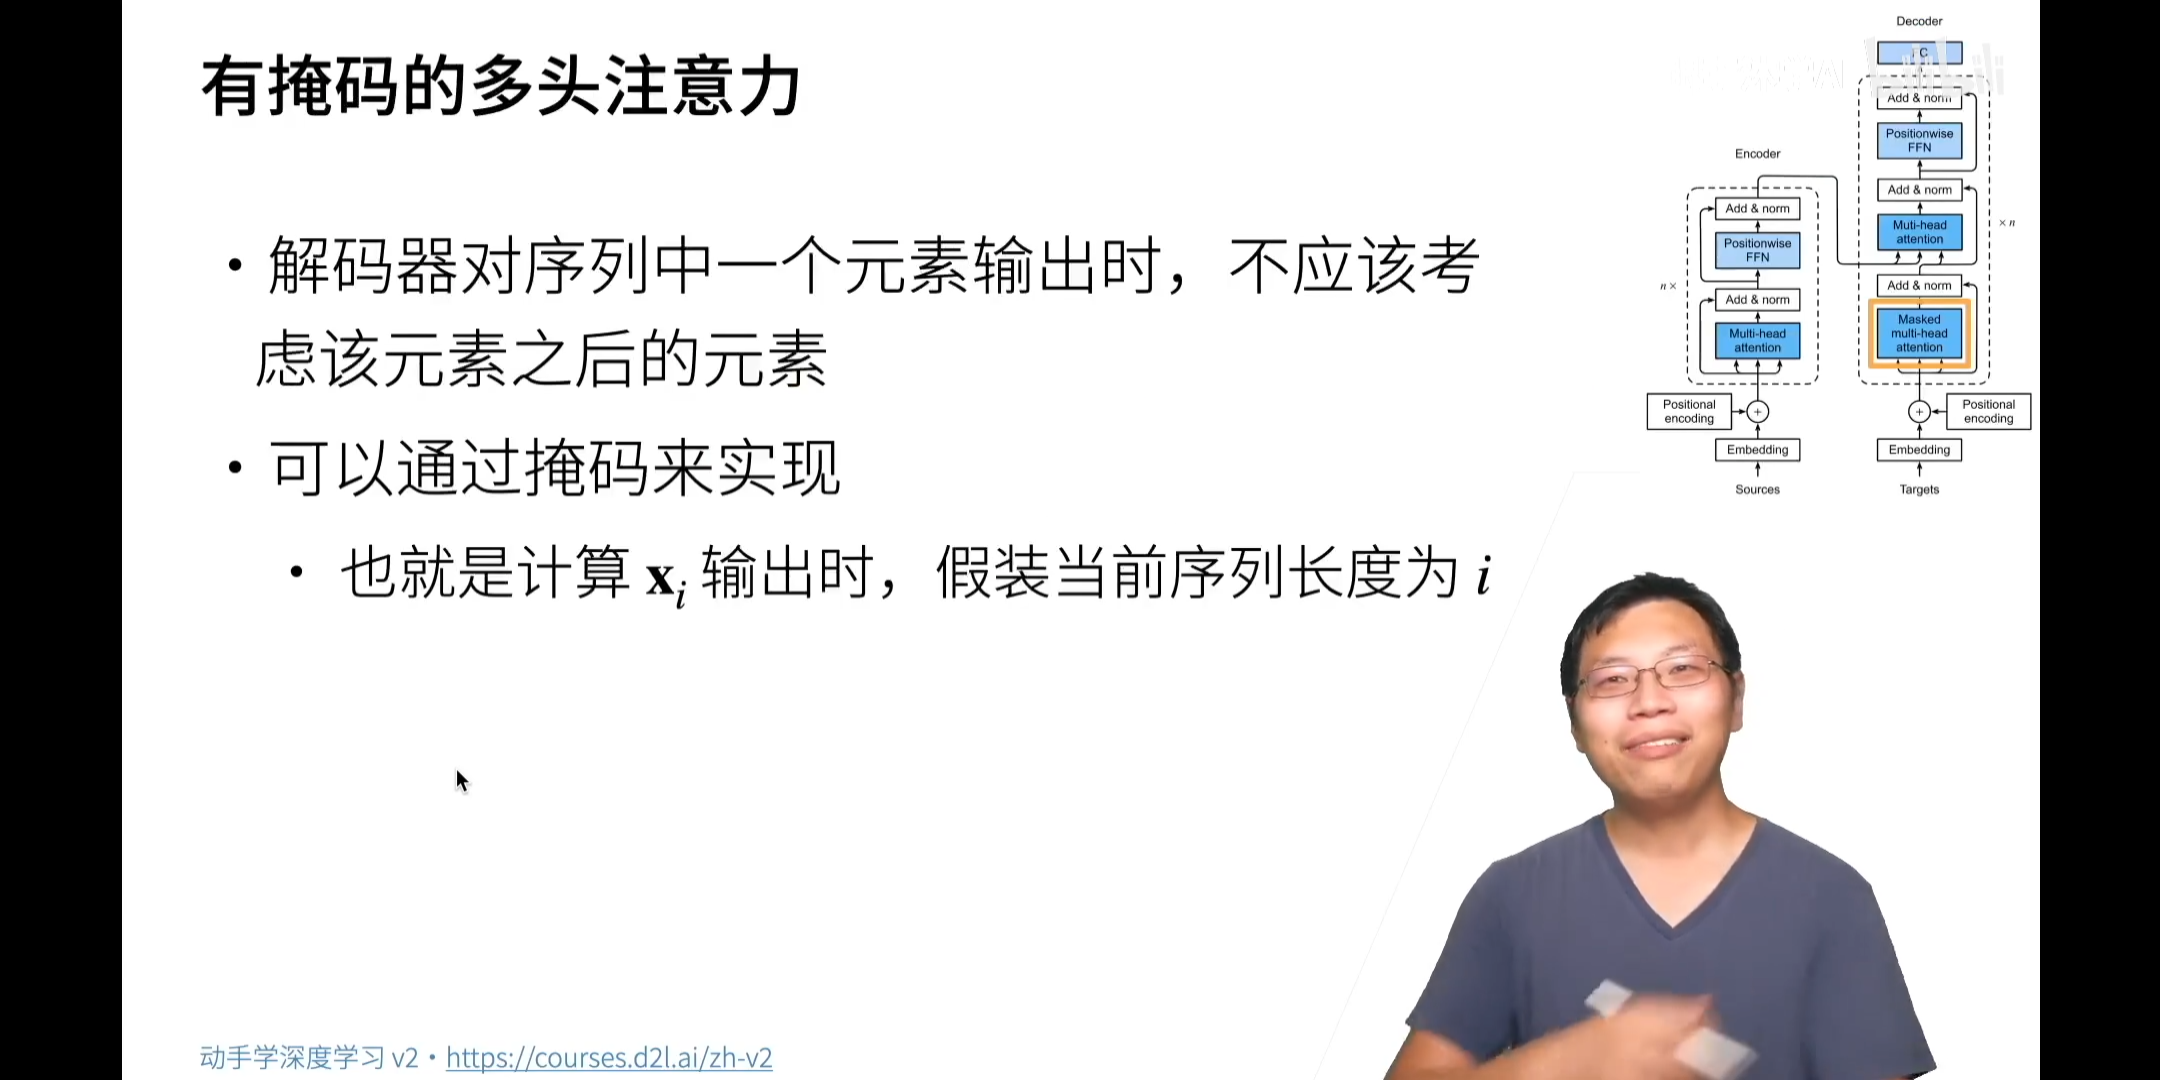 有掩码的多头注意力
• 解码器对序列中一个元素输出时，不应该考
虑该元素之后的元素
• 可以通过掩码来实现
• 也就是计算 xᵢ 输出时，假装当前序列长度为 i
动手学深度学习 v2 • https://courses.d2l.ai/zh-v2
Encoder
Add & norm
Positionwise
FFN
n ×
Add & norm
Multi-head
attention
Positional
encoding
+
Embedding
Sources
Decoder
FC
Add & norm
Positionwise
FFN
Add & norm
× n
Muti-head
attention
Add & norm
Masked
multi-head
attention
+
Positional
encoding
Embedding
Targets
bilibili